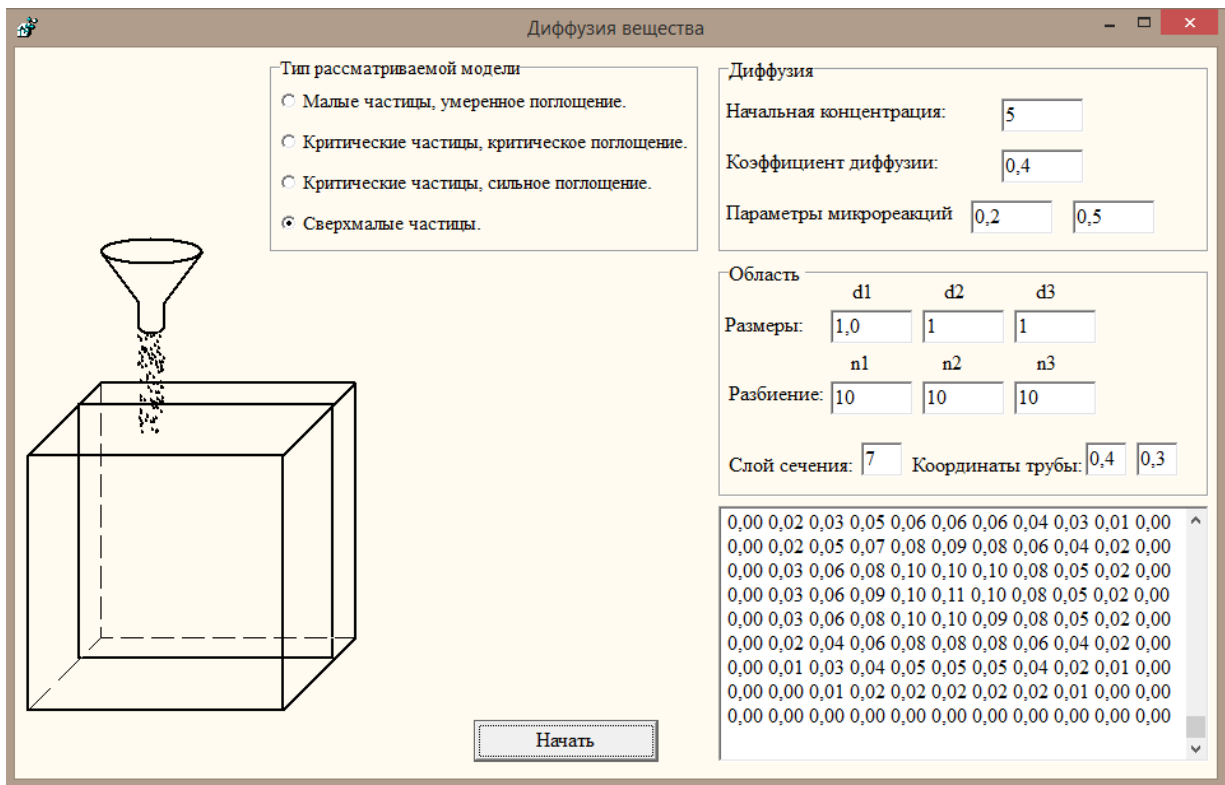 Диффузия вещества
Тип рассматриваемой модели
Малые частицы, умеренное поглощение.
Критические частицы, критическое поглощение.
Критические частицы, сильное поглощение.
Сверхмалые частицы.
Диффузия
Начальная концентрация: 5
Коэффициент диффузии: 0,4
Параметры микрореакций 0,2 0,5
Область
d1 d2 d3
Размеры: 1,0 1 1
n1 n2 n3
Разбиение: 10 10 10
Слой сечения: 7 Координаты трубы: 0,4 0,3
0,00 0,02 0,03 0,05 0,06 0,06 0,06 0,04 0,03 0,01 0,00
0,00 0,02 0,05 0,07 0,08 0,09 0,08 0,06 0,04 0,02 0,00
0,00 0,03 0,06 0,08 0,10 0,10 0,10 0,08 0,05 0,02 0,00
0,00 0,03 0,06 0,09 0,10 0,11 0,10 0,08 0,05 0,02 0,00
0,00 0,03 0,06 0,08 0,10 0,10 0,09 0,08 0,05 0,02 0,00
0,00 0,02 0,04 0,06 0,08 0,08 0,08 0,06 0,04 0,02 0,00
0,00 0,01 0,03 0,04 0,05 0,05 0,05 0,04 0,02 0,01 0,00
0,00 0,00 0,01 0,02 0,02 0,02 0,02 0,02 0,01 0,00 0,00
0,00 0,00 0,00 0,00 0,00 0,00 0,00 0,00 0,00 0,00 0,00
Начать